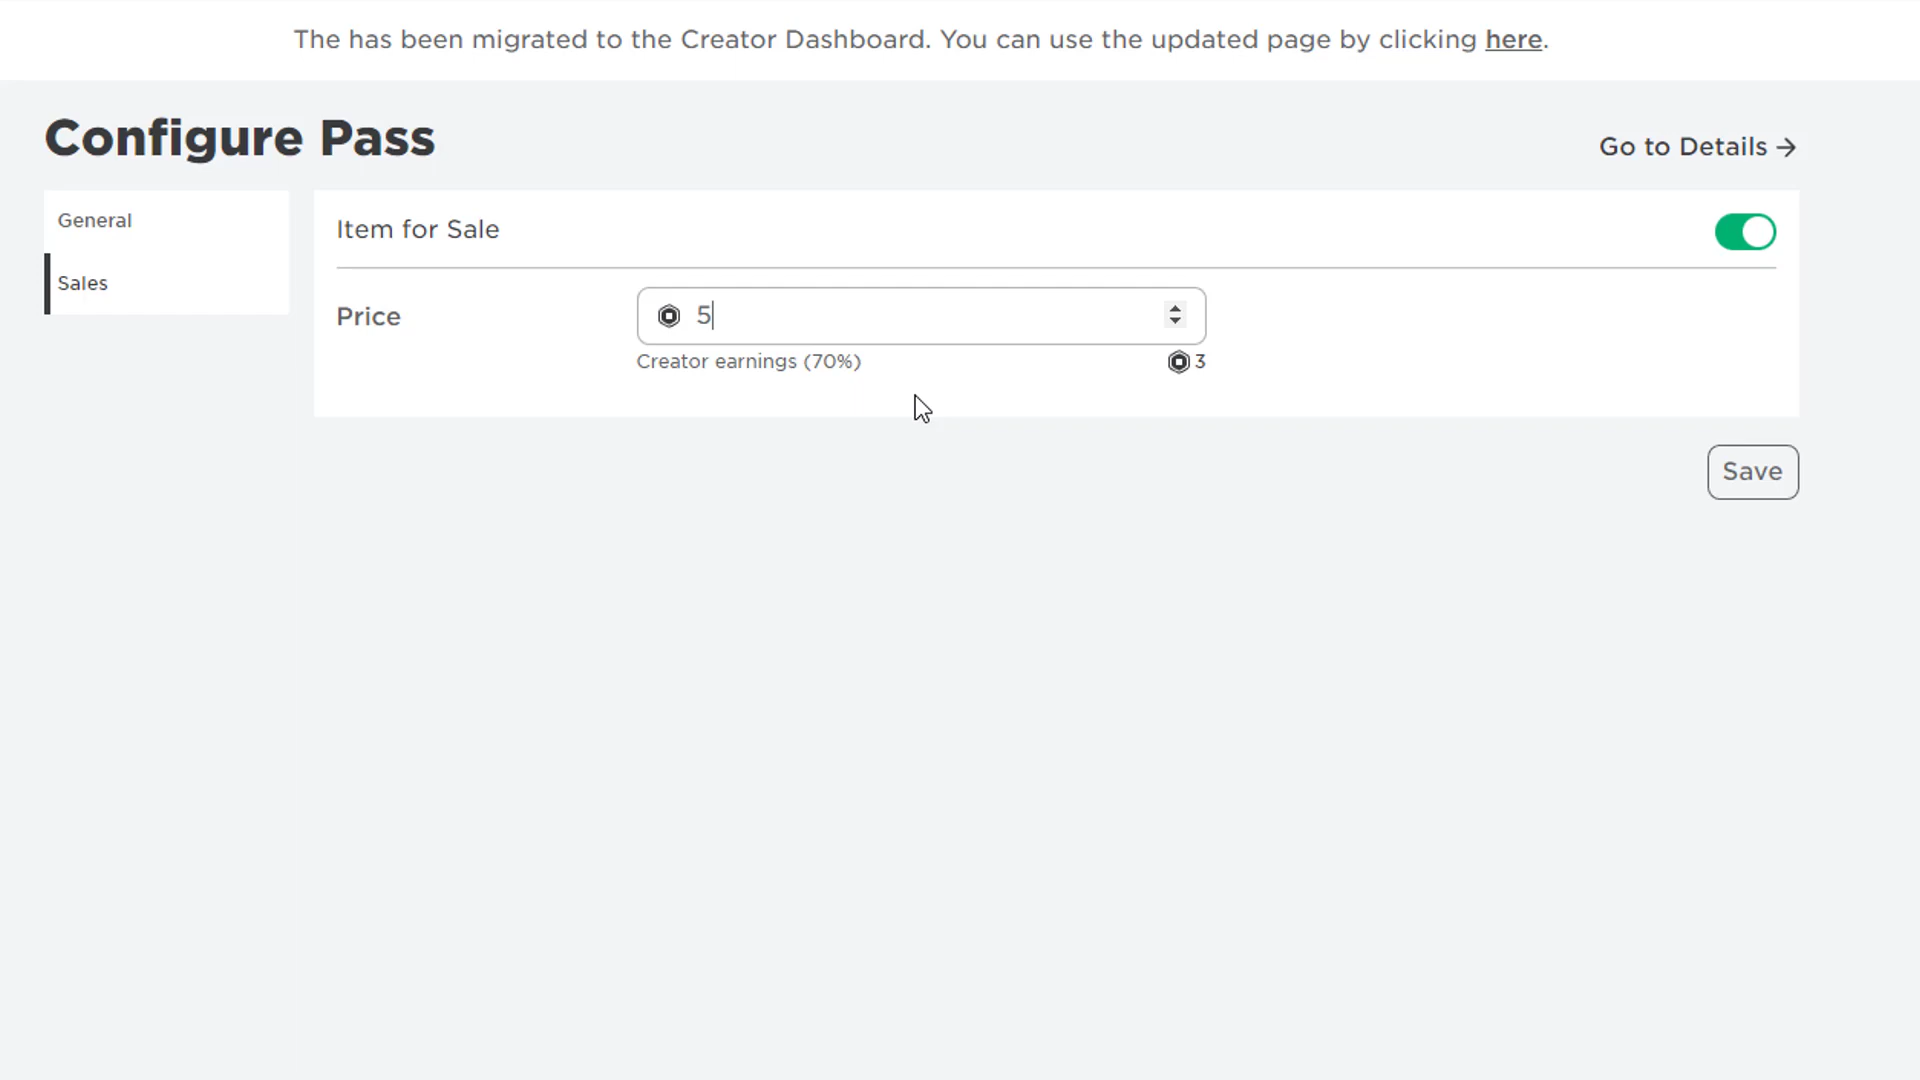 The has been migrated to the Creator Dashboard. You can use the updated page by clicking here.
Configure Pass
Go to Details →
General
Sales
Item for Sale
Price
5
Creator earnings (70%)
3
Save